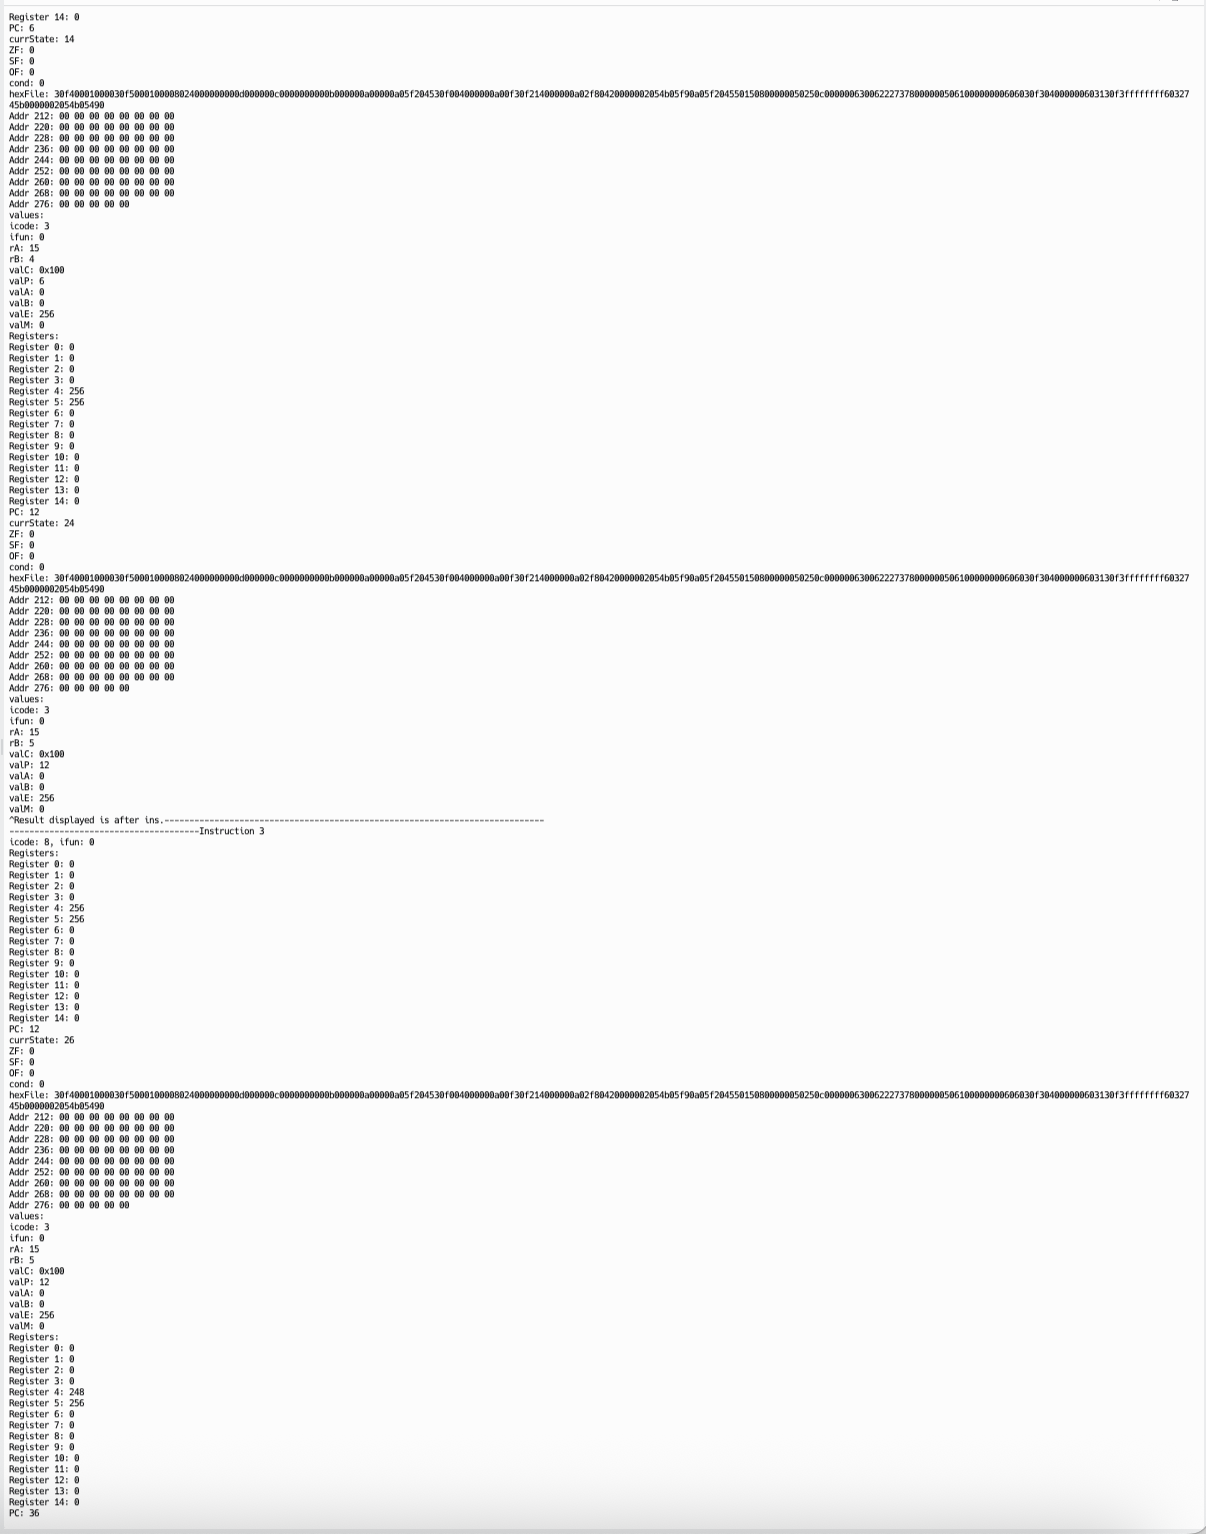 Register 14: 0
PC: 6
currState: 14
ZF: 0
SF: 0
OF: 0
cond: 0
hexFile: 30f40001000030f5000100008024000000000d000000c0000000000b000000a00000a05f204530f004000000a00f30f214000000a02f80420000002054b05f90a05f2045501508000000050250c0000006300622273780000005061000000006060​30f304000000603130f3ffffffff60327
45b0000002054b05490
Addr 212: 00 00 00 00 00 00 00 00
Addr 220: 00 00 00 00 00 00 00 00
Addr 228: 00 00 00 00 00 00 00 00
Addr 236: 00 00 00 00 00 00 00 00
Addr 244: 00 00 00 00 00 00 00 00
Addr 252: 00 00 00 00 00 00 00 00
Addr 260: 00 00 00 00 00 00 00 00
Addr 268: 00 00 00 00 00 00 00 00
Addr 276: 00 00 00 00 00
values:
icode: 3
ifun: 0
rA: 15
rB: 4
valC: 0x100
valP: 6
valA: 0
valB: 0
valE: 256
valM: 0
Registers:
Register 0: 0
Register 1: 0
Register 2: 0
Register 3: 0
Register 4: 256
Register 5: 256
Register 6: 0
Register 7: 0
Register 8: 0
Register 9: 0
Register 10: 0
Register 11: 0
Register 12: 0
Register 13: 0
Register 14: 0
PC: 12
currState: 24
ZF: 0
SF: 0
OF: 0
cond: 0
hexFile: 30f40001000030f5000100008024000000000d000000c0000000000b000000a00000a05f204530f004000000a00f30f214000000a02f80420000002054b05f90a05f2045501508000000050250c000000630062227378000000506100000000606030f304000000603130f3ffffffff60327
45b0000002054b05490
Addr 212: 00 00 00 00 00 00 00 00
Addr 220: 00 00 00 00 00 00 00 00
Addr 228: 00 00 00 00 00 00 00 00
Addr 236: 00 00 00 00 00 00 00 00
Addr 244: 00 00 00 00 00 00 00 00
Addr 252: 00 00 00 00 00 00 00 00
Addr 260: 00 00 00 00 00 00 00 00
Addr 268: 00 00 00 00 00 00 00 00
Addr 276: 00 00 00 00 00
values:
icode: 3
ifun: 0
rA: 15
rB: 5
valC: 0x100
valP: 12
valA: 0
valB: 0
valE: 256
valM: 0
^Result displayed is after ins.----------------------------------------------------------------------------
--------------------------------------Instruction 3
icode: 8, ifun: 0
Registers:
Register 0: 0
Register 1: 0
Register 2: 0
Register 3: 0
Register 4: 256
Register 5: 256
Register 6: 0
Register 7: 0
Register 8: 0
Register 9: 0
Register 10: 0
Register 11: 0
Register 12: 0
Register 13: 0
Register 14: 0
PC: 12
currState: 26
ZF: 0
SF: 0
OF: 0
cond: 0
hexFile: 30f40001000030f5000100008024000000000d000000c0000000000b000000a00000a05f204530f004000000a00f30f214000000a02f80420000002054b05f90a05f2045501508000000050250c000000630062227378000000506100000000606030f304000000603130f3ffffffff60327
45b0000002054b05490
Addr 212: 00 00 00 00 00 00 00 00
Addr 220: 00 00 00 00 00 00 00 00
Addr 228: 00 00 00 00 00 00 00 00
Addr 236: 00 00 00 00 00 00 00 00
Addr 244: 00 00 00 00 00 00 00 00
Addr 252: 00 00 00 00 00 00 00 00
Addr 260: 00 00 00 00 00 00 00 00
Addr 268: 00 00 00 00 00 00 00 00
Addr 276: 00 00 00 00 00
values:
icode: 3
ifun: 0
rA: 15
rB: 5
valC: 0x100
valP: 12
valA: 0
valB: 0
valE: 256
valM: 0
Registers:
Register 0: 0
Register 1: 0
Register 2: 0
Register 3: 0
Register 4: 248
Register 5: 256
Register 6: 0
Register 7: 0
Register 8: 0
Register 9: 0
Register 10: 0
Register 11: 0
Register 12: 0
Register 13: 0
Register 14: 0
PC: 36